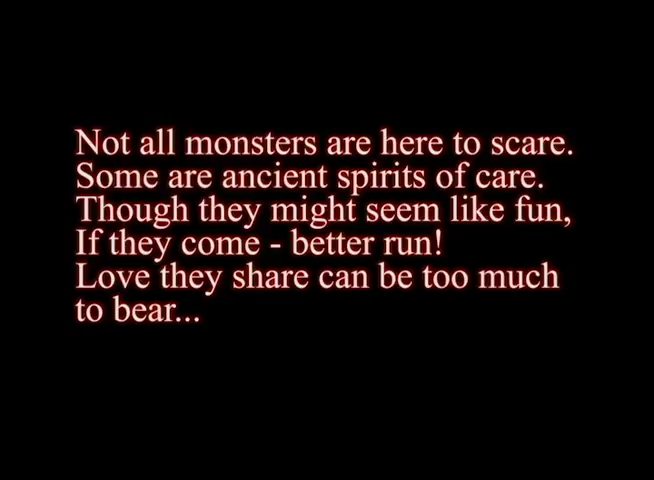 Not all monsters are here to scare.
Some are ancient spirits of care.
Though they might seem like fun,
If they come - better run!
Love they share can be too much
to bear...